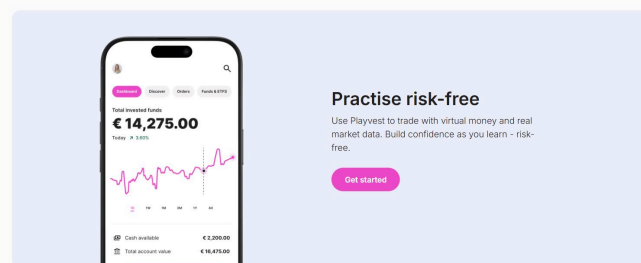 Dashboard
Discover
Orders
Funds & ETFS
Total invested funds
€ 14,275.00
Today ↗ 3.80%
1W
1M
2M
1Y
All
Cash available
€ 2,200.00
Total account value
€ 16,475.00
Practise risk-free
Use Playvest to trade with virtual money and real
market data. Build confidence as you learn - risk-
free.
Get started